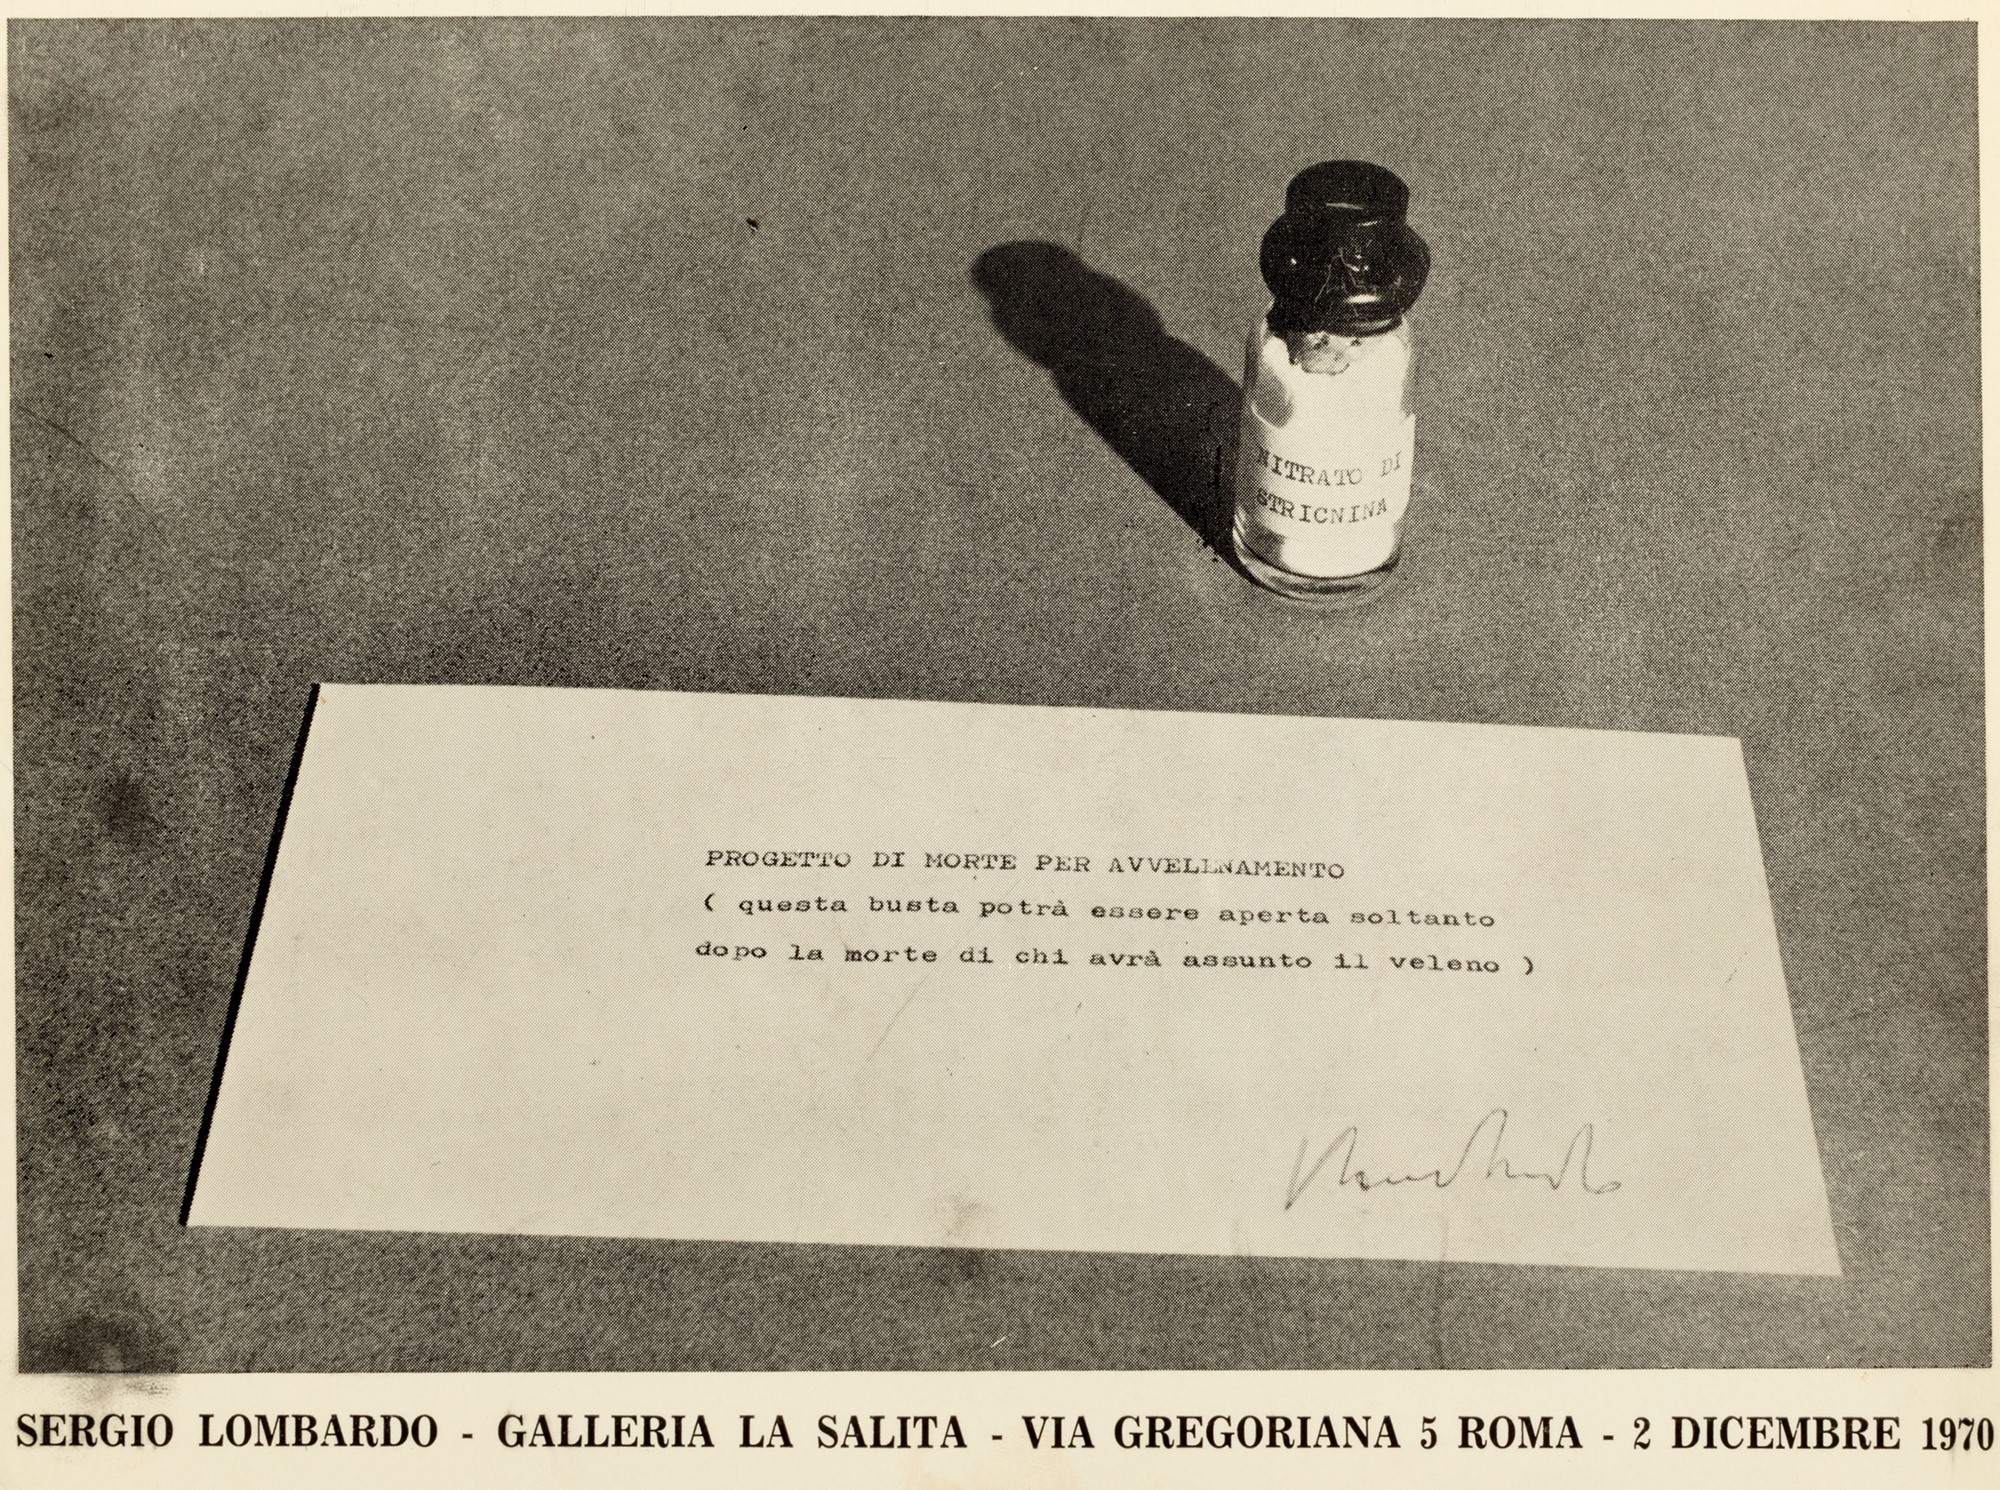 NITRATO DI
STRICNINA
PROGETTO DI MORTE PER AVVELENAMENTO
( questa busta potrà essere aperta soltanto
dopo la morte di chi avrà assunto il veleno )
SERGIO LOMBARDO - GALLERIA LA SALITA - VIA GREGORIANA 5 ROMA - 2 DICEMBRE 1970